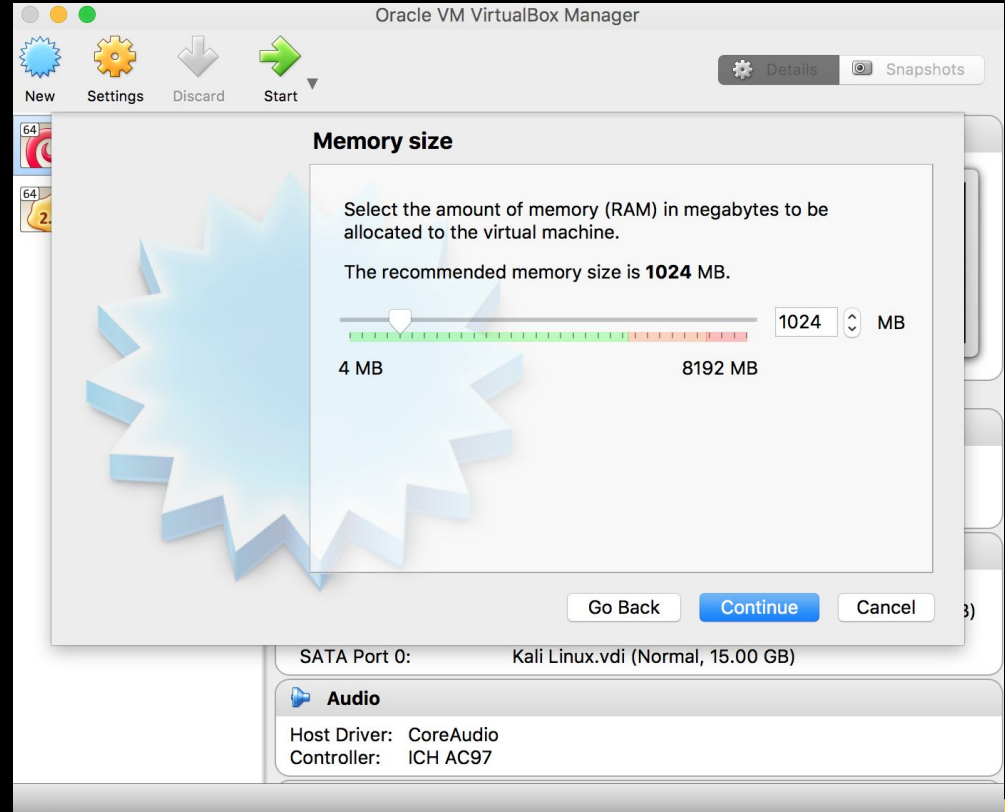 Oracle VM VirtualBox Manager
New Settings Discard Start
Details Snapshots
64
64
2.
Memory size
Select the amount of memory (RAM) in megabytes to be
allocated to the virtual machine.
The recommended memory size is 1024 MB.
1024 MB
4 MB 8192 MB
Go Back Continue Cancel
3)
SATA Port 0: Kali Linux.vdi (Normal, 15.00 GB)
Audio
Host Driver: CoreAudio
Controller: ICH AC97